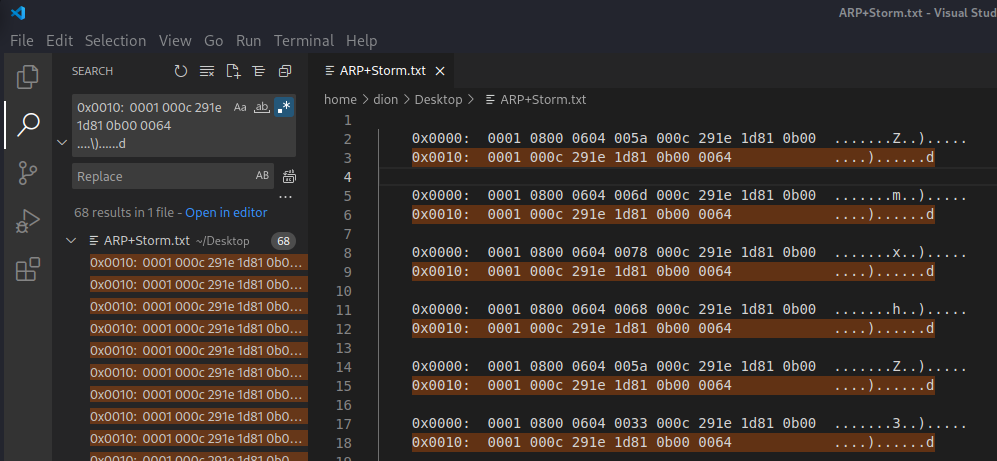 ARP+Storm.txt - Visual Stud
File Edit Selection View Go Run Terminal Help
SEARCH
0x0010:  0001 000c 291e
1d81 0b00 0064
....\)......d
Aa ab .*
Replace AB
...
68 results in 1 file - Open in editor
ARP+Storm.txt ~/Desktop 68
0x0010:  0001 000c 291e 1d81 0b0...
0x0010:  0001 000c 291e 1d81 0b0...
0x0010:  0001 000c 291e 1d81 0b0...
0x0010:  0001 000c 291e 1d81 0b0...
0x0010:  0001 000c 291e 1d81 0b0...
0x0010:  0001 000c 291e 1d81 0b0...
0x0010:  0001 000c 291e 1d81 0b0...
0x0010:  0001 000c 291e 1d81 0b0...
0x0010:  0001 000c 291e 1d81 0b0...
0x0010:  0001 000c 291e 1d81 0b0...
ARP+Storm.txt ×
home > dion > Desktop > ARP+Storm.txt
1
2 0x0000:  0001 0800 0604 005a 000c 291e 1d81 0b00  .......Z..).....
3 0x0010:  0001 000c 291e 1d81 0b00 0064            ....)......d
4
5 0x0000:  0001 0800 0604 006d 000c 291e 1d81 0b00  .......m..).....
6 0x0010:  0001 000c 291e 1d81 0b00 0064            ....)......d
7
8 0x0000:  0001 0800 0604 0078 000c 291e 1d81 0b00  .......x..).....
9 0x0010:  0001 000c 291e 1d81 0b00 0064            ....)......d
10
11 0x0000:  0001 0800 0604 0068 000c 291e 1d81 0b00  .......h..).....
12 0x0010:  0001 000c 291e 1d81 0b00 0064            ....)......d
13
14 0x0000:  0001 0800 0604 005a 000c 291e 1d81 0b00  .......Z..).....
15 0x0010:  0001 000c 291e 1d81 0b00 0064            ....)......d
16
17 0x0000:  0001 0800 0604 0033 000c 291e 1d81 0b00  .......3..).....
18 0x0010:  0001 000c 291e 1d81 0b00 0064            ....)......d
19